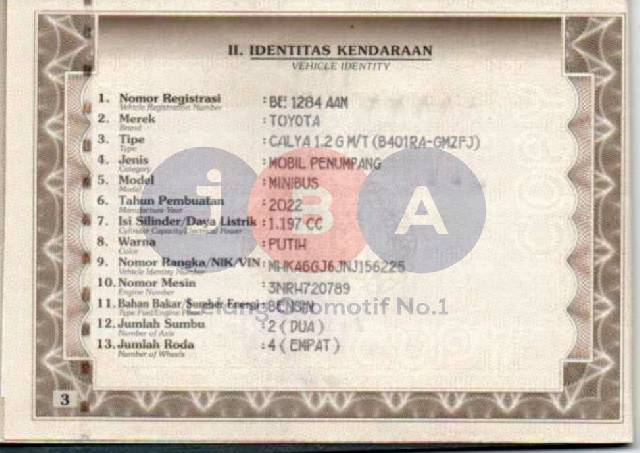 II. IDENTITAS KENDARAAN
VEHICLE IDENTITY
1. Nomor Registrasi : BE 1284 AAM
Vehicle Registration Number
2. Merek : TOYOTA
Brand
3. Tipe : CALYA 1.2 G M/T (B401RA-GMZFJ)
Type
4. Jenis : MOBIL PENUMPANG
Category
5. Model : MINIBUS
Model
6. Tahun Pembuatan : 2022
Manufacture Year
7. Isi Silinder/Daya Listrik : 1.197 CC
Cylinder Capacity/Electrical Power
8. Warna : PUTIH
Color
9. Nomor Rangka/NIK/VIN : MHKA6GJ6JNJ156225
Vehicle Identity Number
10. Nomor Mesin : 3NRH720789
Engine Number
11. Bahan Bakar/Sumber Energi : BENSIN
Type Fuel/Engine Power
12. Jumlah Sumbu : 2 ( DUA )
Number of Axis
13. Jumlah Roda : 4 ( EMPAT )
Number of Wheels
3
IBA
Lelang Otomotif No.1